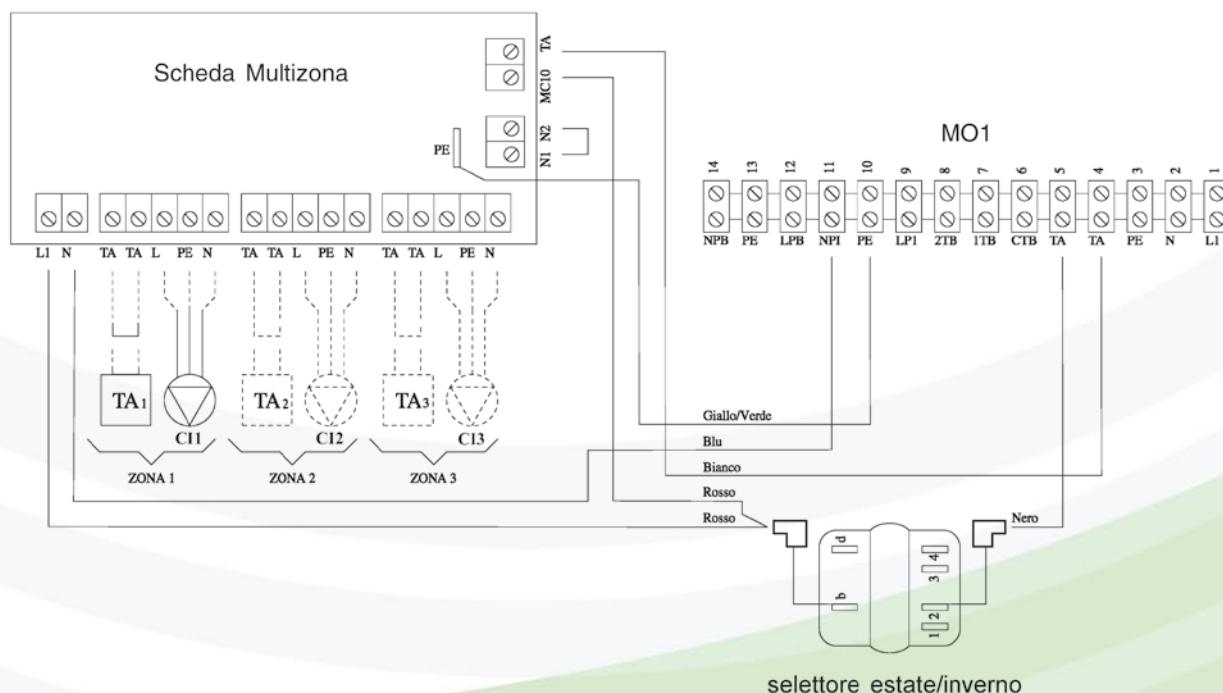 Scheda Multizona
TA
MC10
N2
N1
PE
L1 N TA TA L PE N TA TA L PE N TA TA L PE N
TA1 CI1 TA2 CI2 TA3 CI3
ZONA 1 ZONA 2 ZONA 3
MO1
14 13 12 11 10 9 8 7 6 5 4 3 2 1
NPB PE LPB NPI PE LP1 2TB 1TB CTB TA TA PE N L1
Giallo/Verde
Blu
Bianco
Rosso
Rosso
Nero
d 4
3
b 2
1
selettore estate/inverno